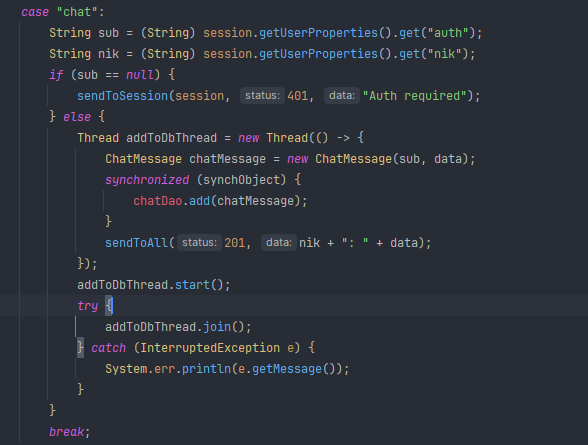 case "chat":
String sub = (String) session.getUserProperties().get("auth");
String nik = (String) session.getUserProperties().get("nik");
if (sub == null) {
sendToSession(session, status: 401, data: "Auth required");
} else {
Thread addToDbThread = new Thread(() -> {
ChatMessage chatMessage = new ChatMessage(sub, data);
synchronized (synchObject) {
chatDao.add(chatMessage);
}
sendToAll( status: 201, data: nik + ": " + data);
});
addToDbThread.start();
try {
addToDbThread.join();
} catch (InterruptedException e) {
System.err.println(e.getMessage());
}
}
break;